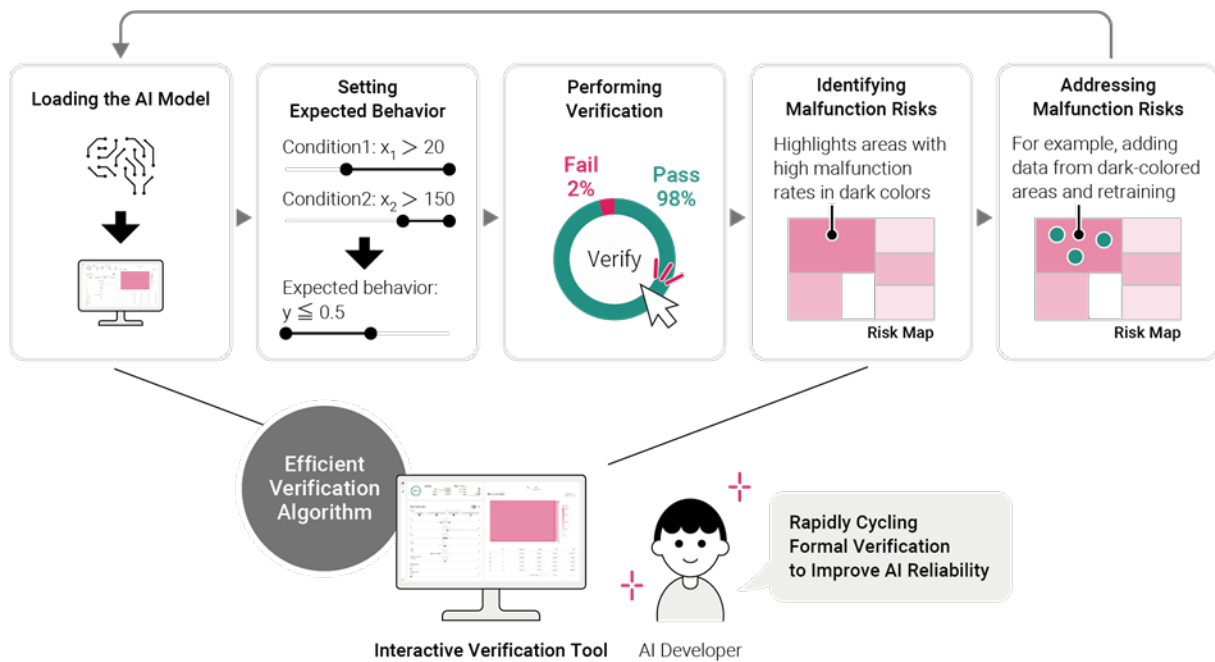 Loading the AI Model
Setting
Expected Behavior
Condition1: x₁ > 20
Condition2: x₂ > 150
Expected behavior:
y ≦ 0.5
Performing
Verification
Fail
2%
Pass
98%
Verify
Identifying
Malfunction Risks
Highlights areas with
high malfunction
rates in dark colors
Risk Map
Addressing
Malfunction Risks
For example, adding
data from dark-colored
areas and retraining
Risk Map
Efficient
Verification
Algorithm
Rapidly Cycling
Formal Verification
to Improve AI Reliability
Interactive Verification Tool
AI Developer